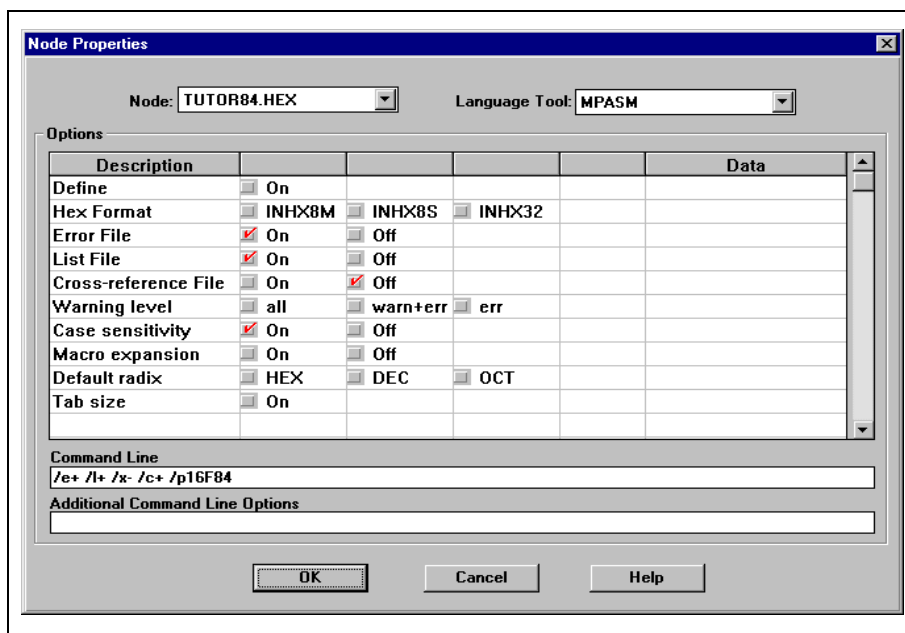 Node Properties
Node: TUTOR84.HEX Language Tool: MPASM
Options
Description Data
Define On
Hex Format INHX8M INHX8S INHX32
Error File On Off
List File On Off
Cross-reference File On Off
Warning level all warn+err err
Case sensitivity On Off
Macro expansion On Off
Default radix HEX DEC OCT
Tab size On
Command Line
/e+ /l+ /x- /c+ /p16F84
Additional Command Line Options
OK Cancel Help